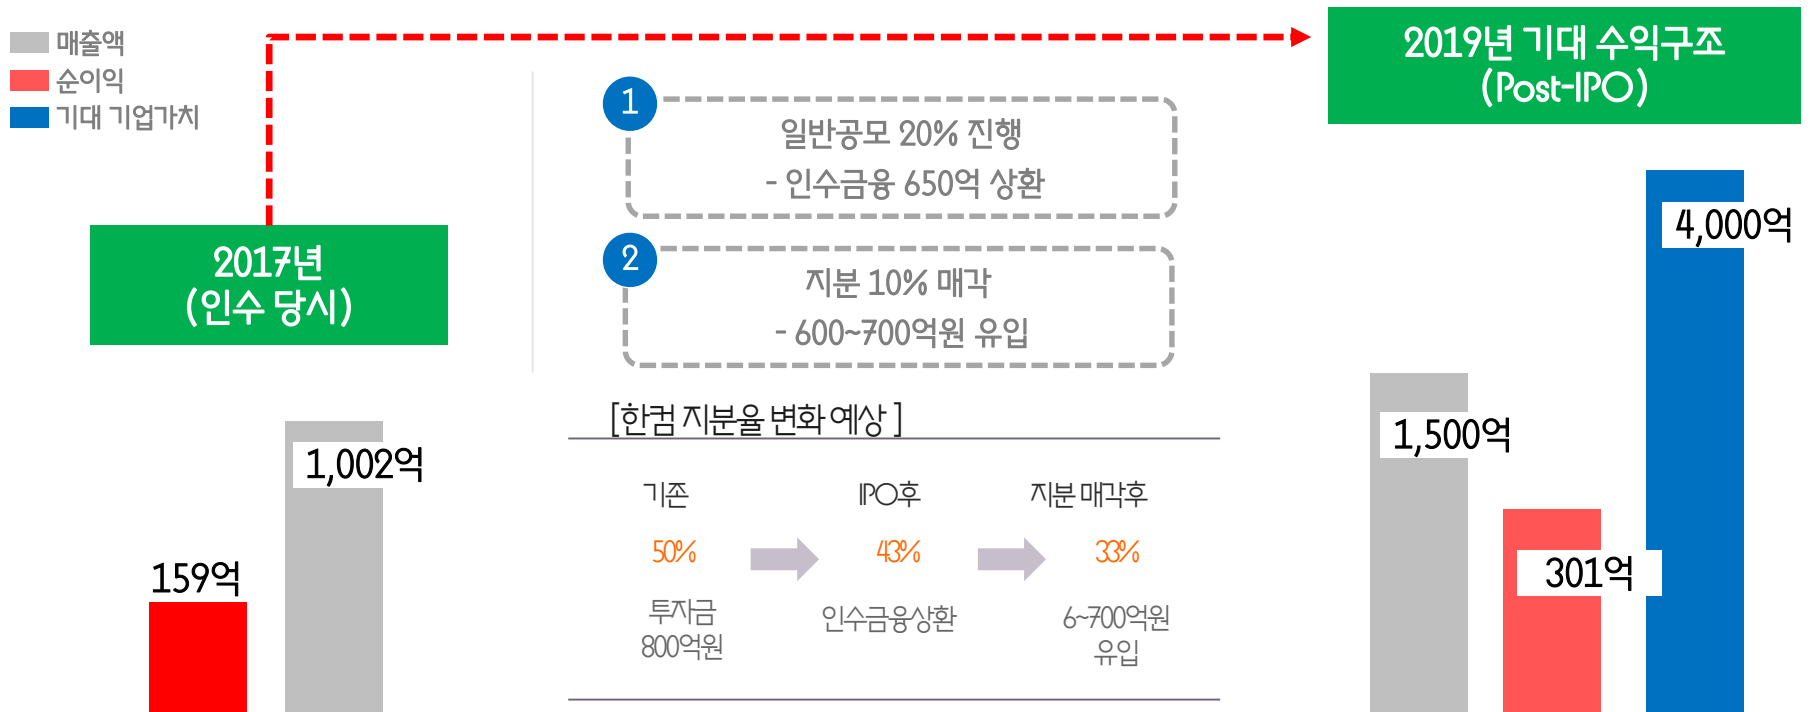 매출액
순이익
기대 기업가치
2017년
(인수 당시)
159억
1,002억
1
일반공모 20% 진행
- 인수금융 650억 상환
2
지분 10% 매각
- 600~700억원 유입
[한컴 지분율 변화 예상 ]
기존
IPO후
지분 매각후
50%
43%
33%
투자금
800억원
인수금융상환
6~700억원
유입
2019년 기대 수익구조
(Post-IPO)
1,500억
301억
4,000억